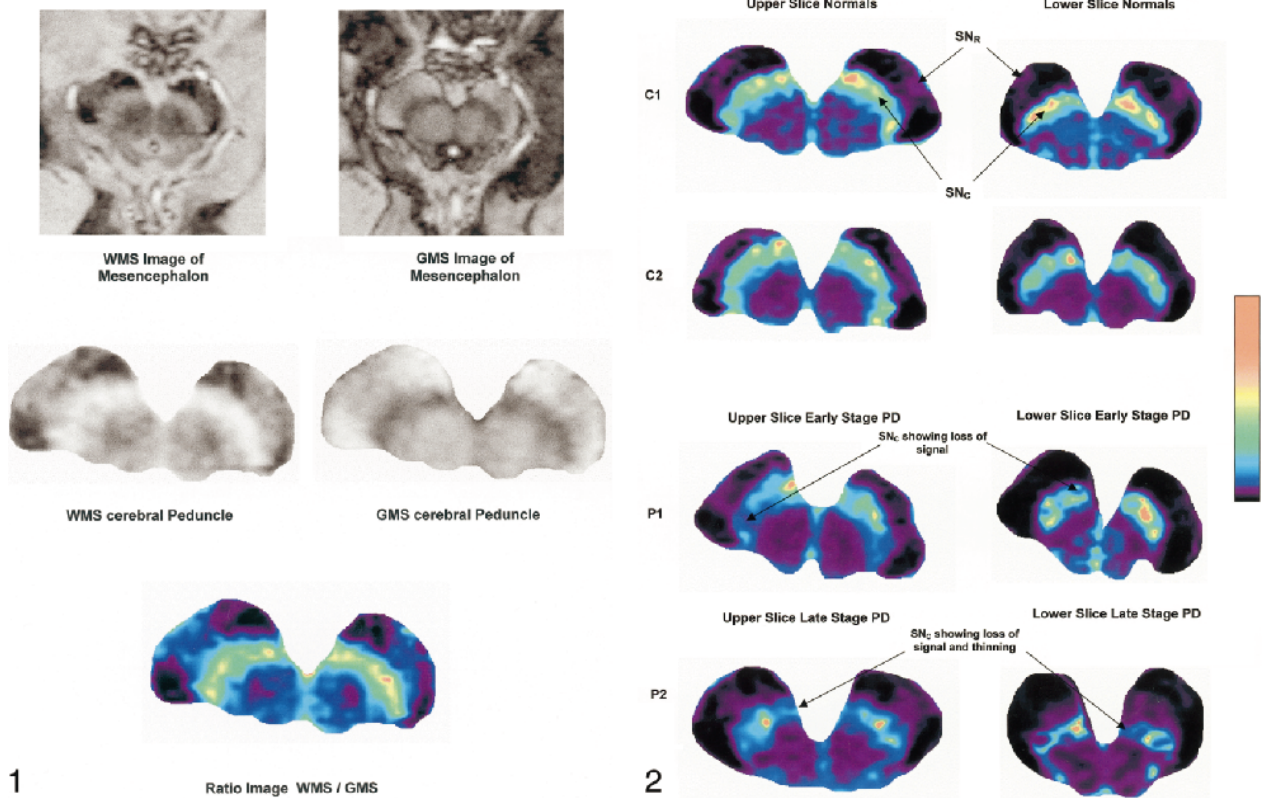 WMS Image of
Mesencephalon
GMS Image of
Mesencephalon
WMS cerebral Peduncle
GMS cerebral Peduncle
Ratio Image WMS / GMS
1
Upper Slice Normals
Lower Slice Normals
SNR
C1
SNC
C2
Upper Slice Early Stage PD
Lower Slice Early Stage PD
SNC showing loss of
signal
P1
Upper Slice Late Stage PD
Lower Slice Late Stage PD
SNC showing loss of
signal and thinning
P2
2